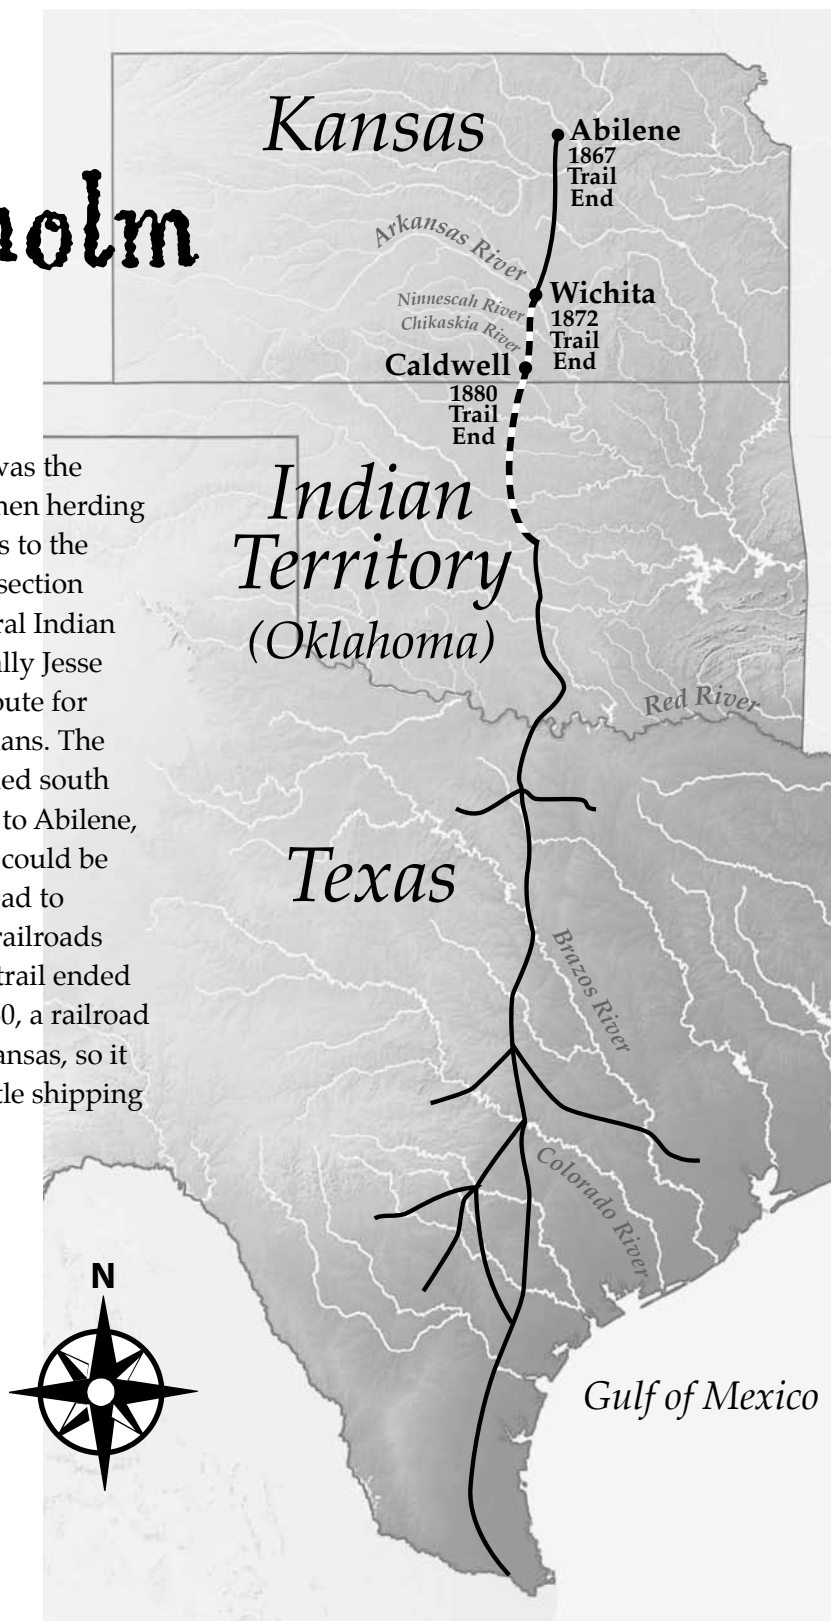 Kansas
Abilene
1867
Trail
End
holm
Arkansas River
Ninnescah River
Chikaskia River
Wichita
1872
Trail
End
Caldwell
1880
Trail
End
was the
nen herding
s to the
section
ral Indian
lly Jesse
oute for
ans. The
ed south
to Abilene,
could be
ad to
railroads
trail ended
0, a railroad
ansas, so it
tle shipping
Indian
Territory
(Oklahoma)
Red River
Texas
Brazos River
Colorado River
N
Gulf of Mexico